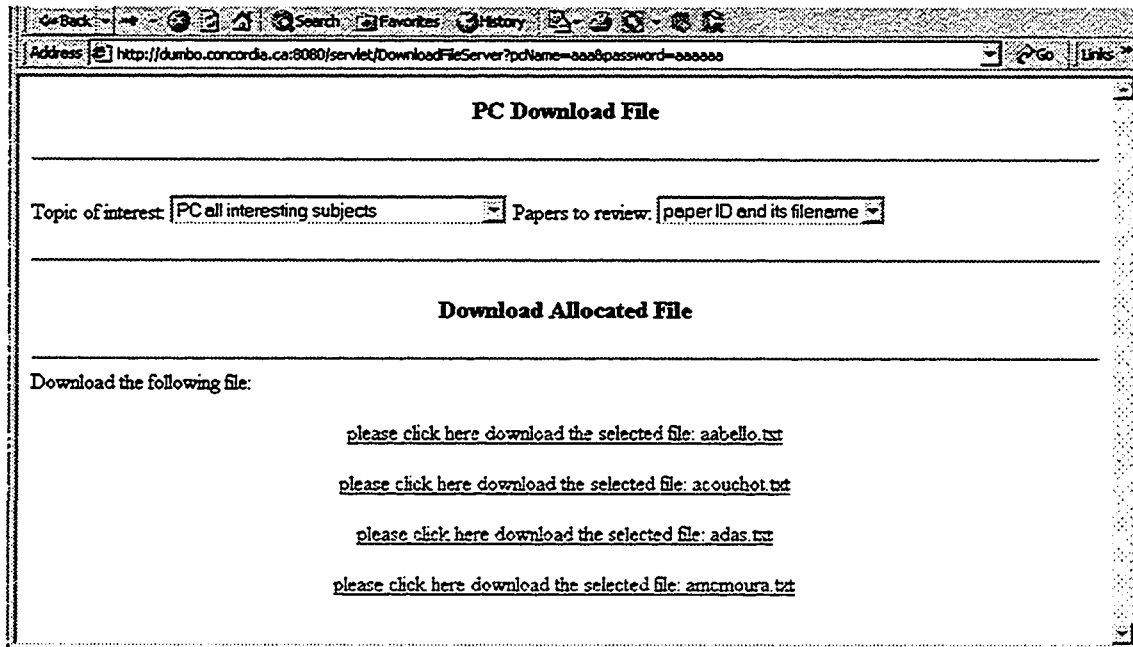 Back Search Favorites History
Address http://dumbo.concordia.ca:8080/servlet/DownloadFileServer?pcName=aaa&password=aaaaaa Go Links »
PC Download File
Topic of interest: PC all interesting subjects Papers to review: paper ID and its filename
Download Allocated File
Download the following file:
please click here download the selected file: aabello.txt
please click here download the selected file: acouchot.txt
please click here download the selected file: adas.txt
please click here download the selected file: amcmoura.txt